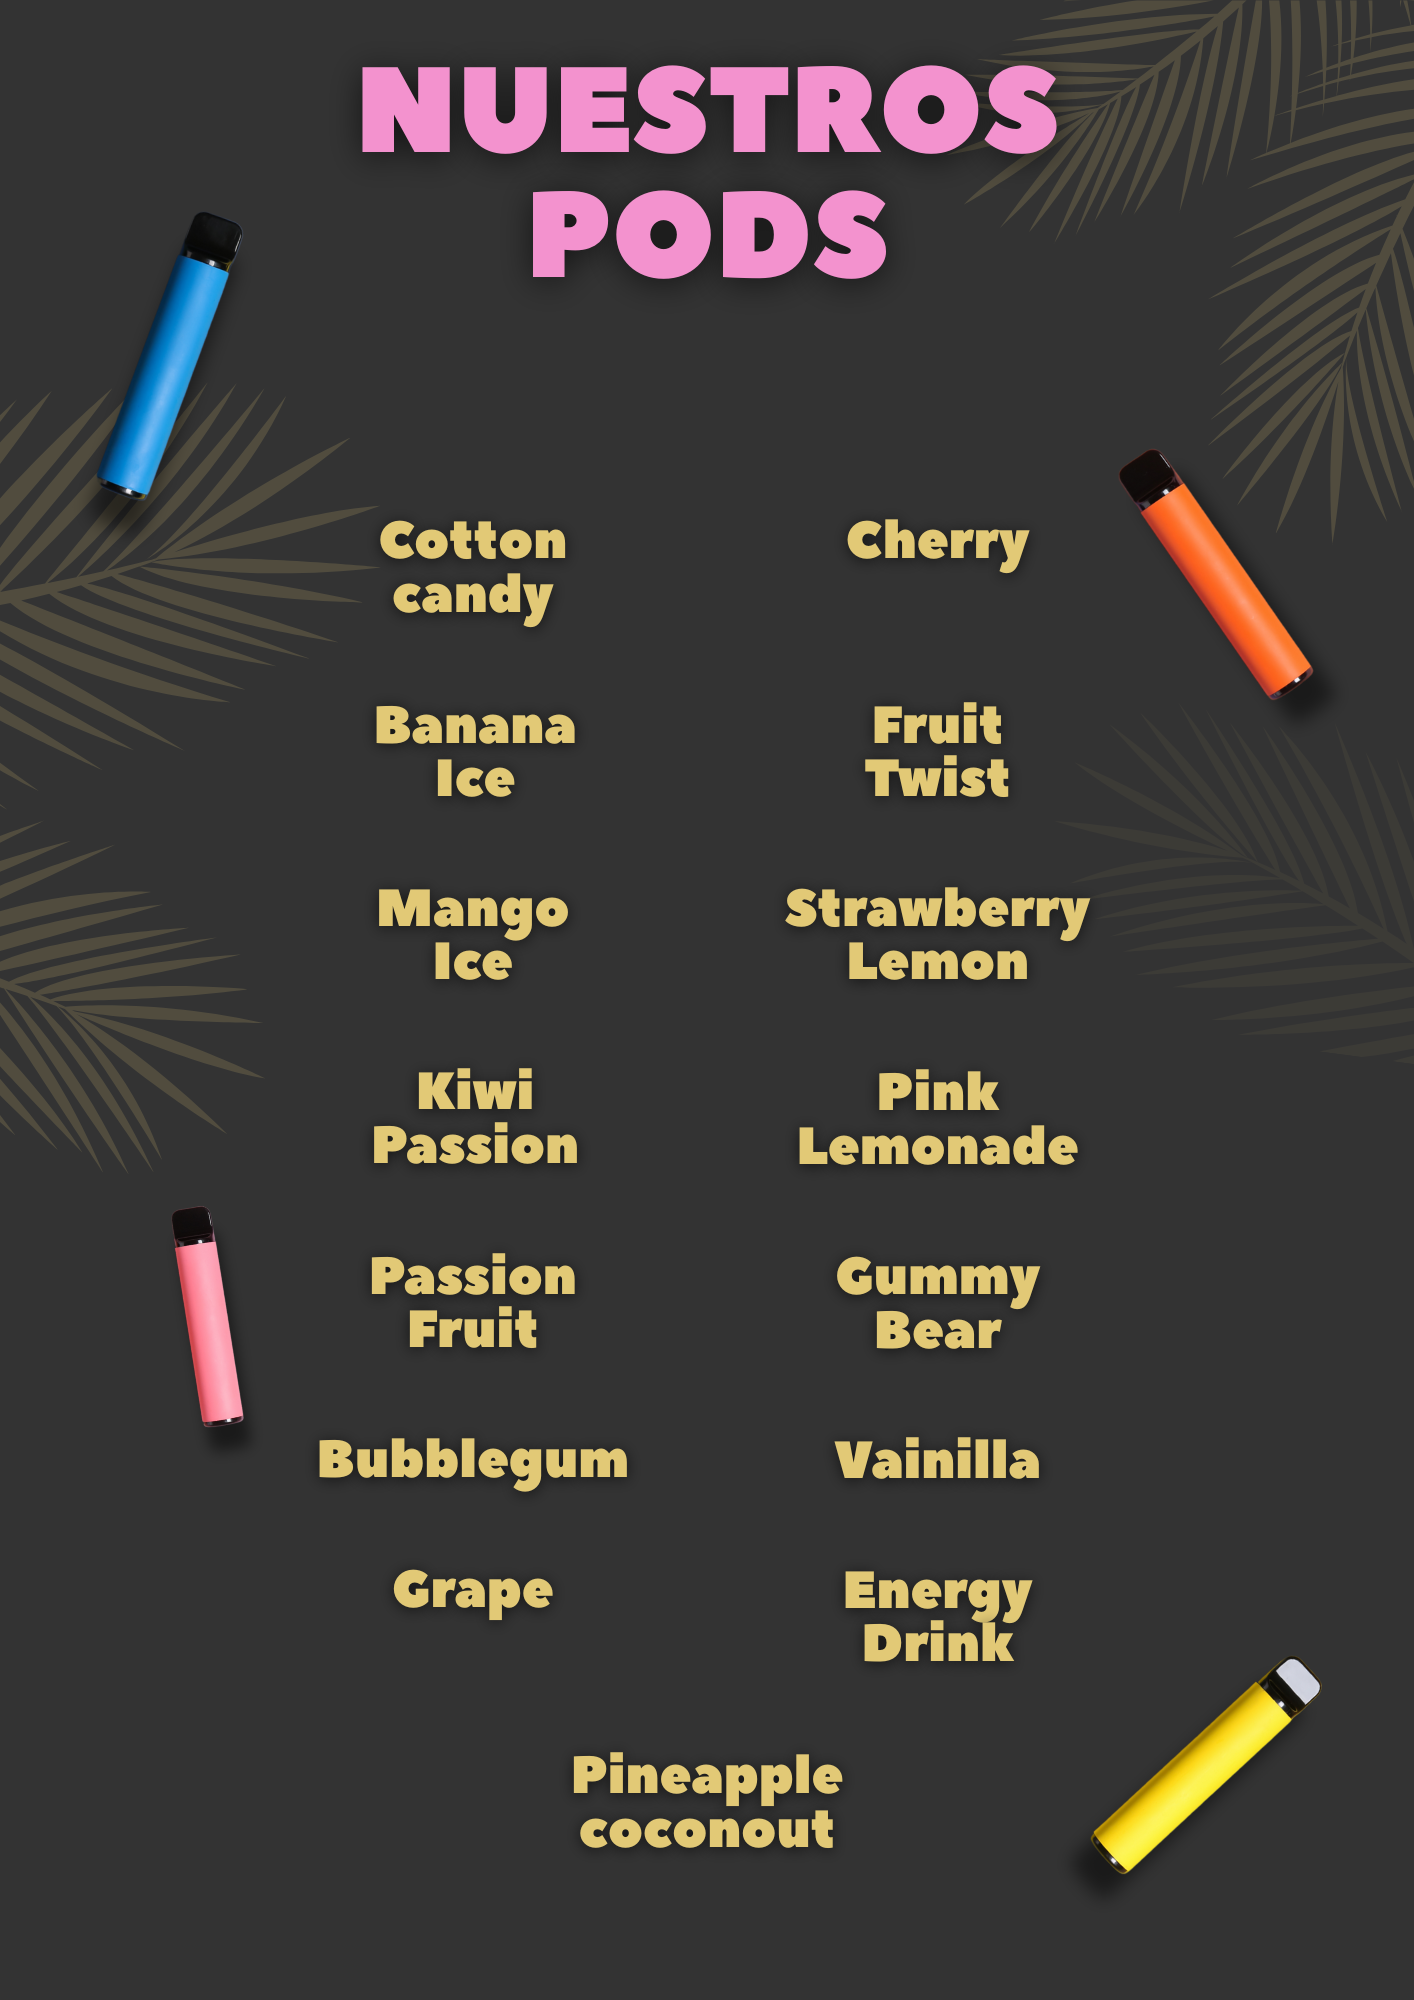 NUESTROS
PODS
Cotton
candy
Cherry
Banana
Ice
Fruit
Twist
Mango
Ice
Strawberry
Lemon
Kiwi
Passion
Pink
Lemonade
Passion
Fruit
Gummy
Bear
Bubblegum
Vainilla
Grape
Energy
Drink
Pineapple
coconout